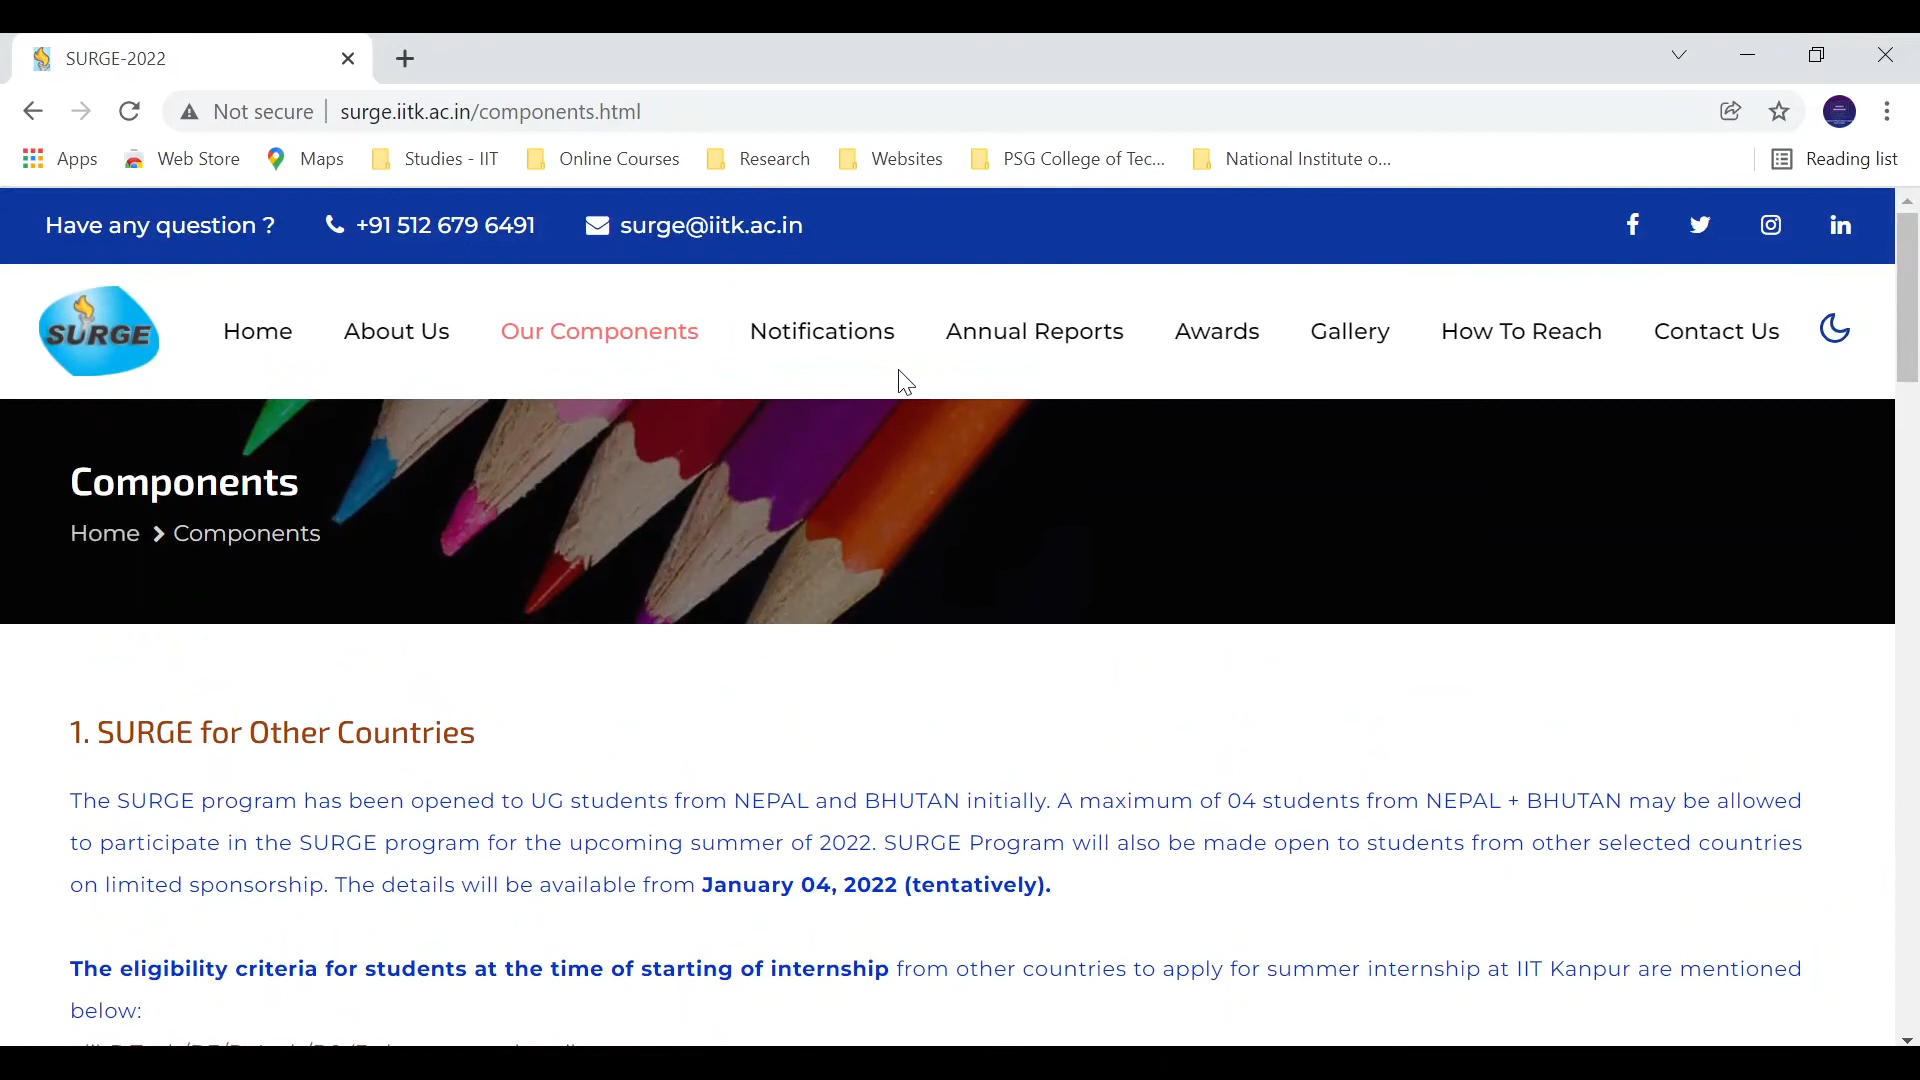 SURGE-2022
Not secure surge.iitk.ac.in/components.html
Apps Web Store Maps Studies - IIT Online Courses Research Websites PSG College of Tec... National Institute o... Reading list
Have any question ? +91 512 679 6491 surge@iitk.ac.in
SURGE Home About Us Our Components Notifications Annual Reports Awards Gallery How To Reach Contact Us
Components
Home Components
1. SURGE for Other Countries
The SURGE program has been opened to UG students from NEPAL and BHUTAN initially. A maximum of 04 students from NEPAL + BHUTAN may be allowed
to participate in the SURGE program for the upcoming summer of 2022. SURGE Program will also be made open to students from other selected countries
on limited sponsorship. The details will be available from January 04, 2022 (tentatively).
The eligibility criteria for students at the time of starting of internship from other countries to apply for summer internship at IIT Kanpur are mentioned
below: